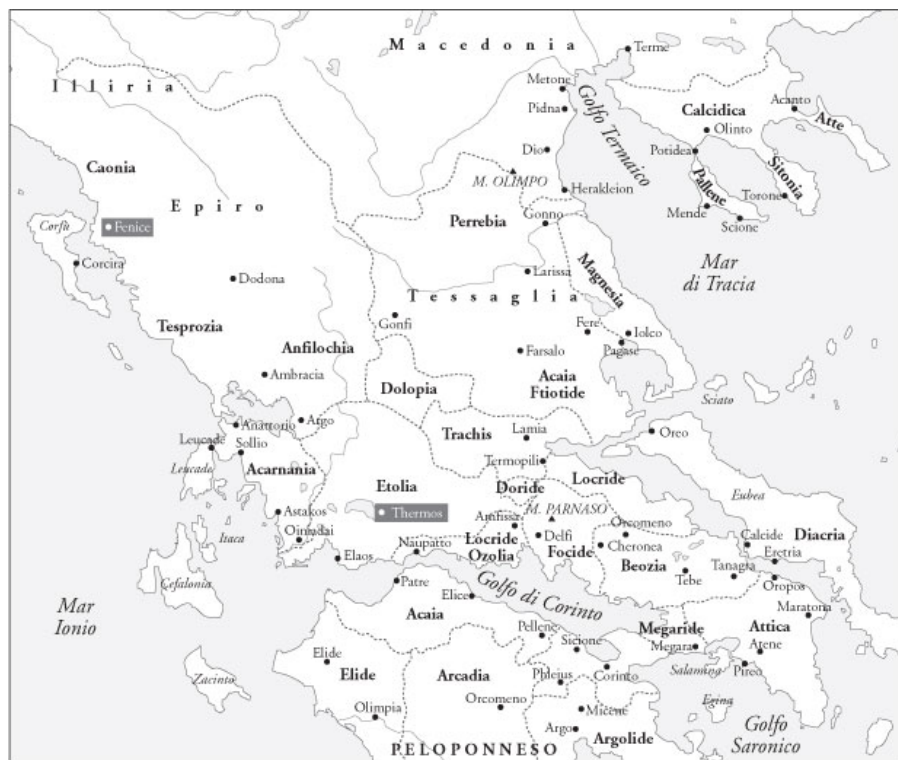 Macedonia
Terme
Illiria
Metone
Pidna
Golfo Termaico
Calcidica
Acanto
Atte
Olinto
Dio
Potidea
Caonia
M. OLIMPO
Pallene
Sitonia
Epiro
Herakleion
Torone
Perrebia
Gonno
Mende
Scione
Corfù
Fenice
Corcira
Dodona
Larissa
Magnesia
Mar
di Tracia
Tessaglia
Tesprozia
Gonfi
Fere
Iolco
Pagase
Anfilochia
Farsalo
Ambracia
Dolopia
Acaia
Ftiotide
Sciato
Anattorio
Argo
Trachis
Lamia
Oreo
Leucade
Sollio
Leucade
Acarnania
Termopili
Etolia
Doride
Locride
Eubea
Thermos
M. PARNASO
Astakos
Amfissa
Orcomeno
Diacria
Itaca
Oiniadai
Naupatto
Locride
Ozolia
Delfi
Focide
Cheronea
Calcide
Eretria
Elaos
Beozia
Tebe
Tanagra
Oropos
Cefalonia
Patre
Golfo di Corinto
Maratona
Mar
Ionio
Acaia
Elice
Pellene
Sicione
Megaride
Megara
Attica
Atene
Elide
Elide
Arcadia
Phleius
Corinto
Salamina
Pireo
Zacinto
Olimpia
Orcomeno
Micene
Egina
Argo
Argolide
Golfo
Saronico
PELOPONNESO